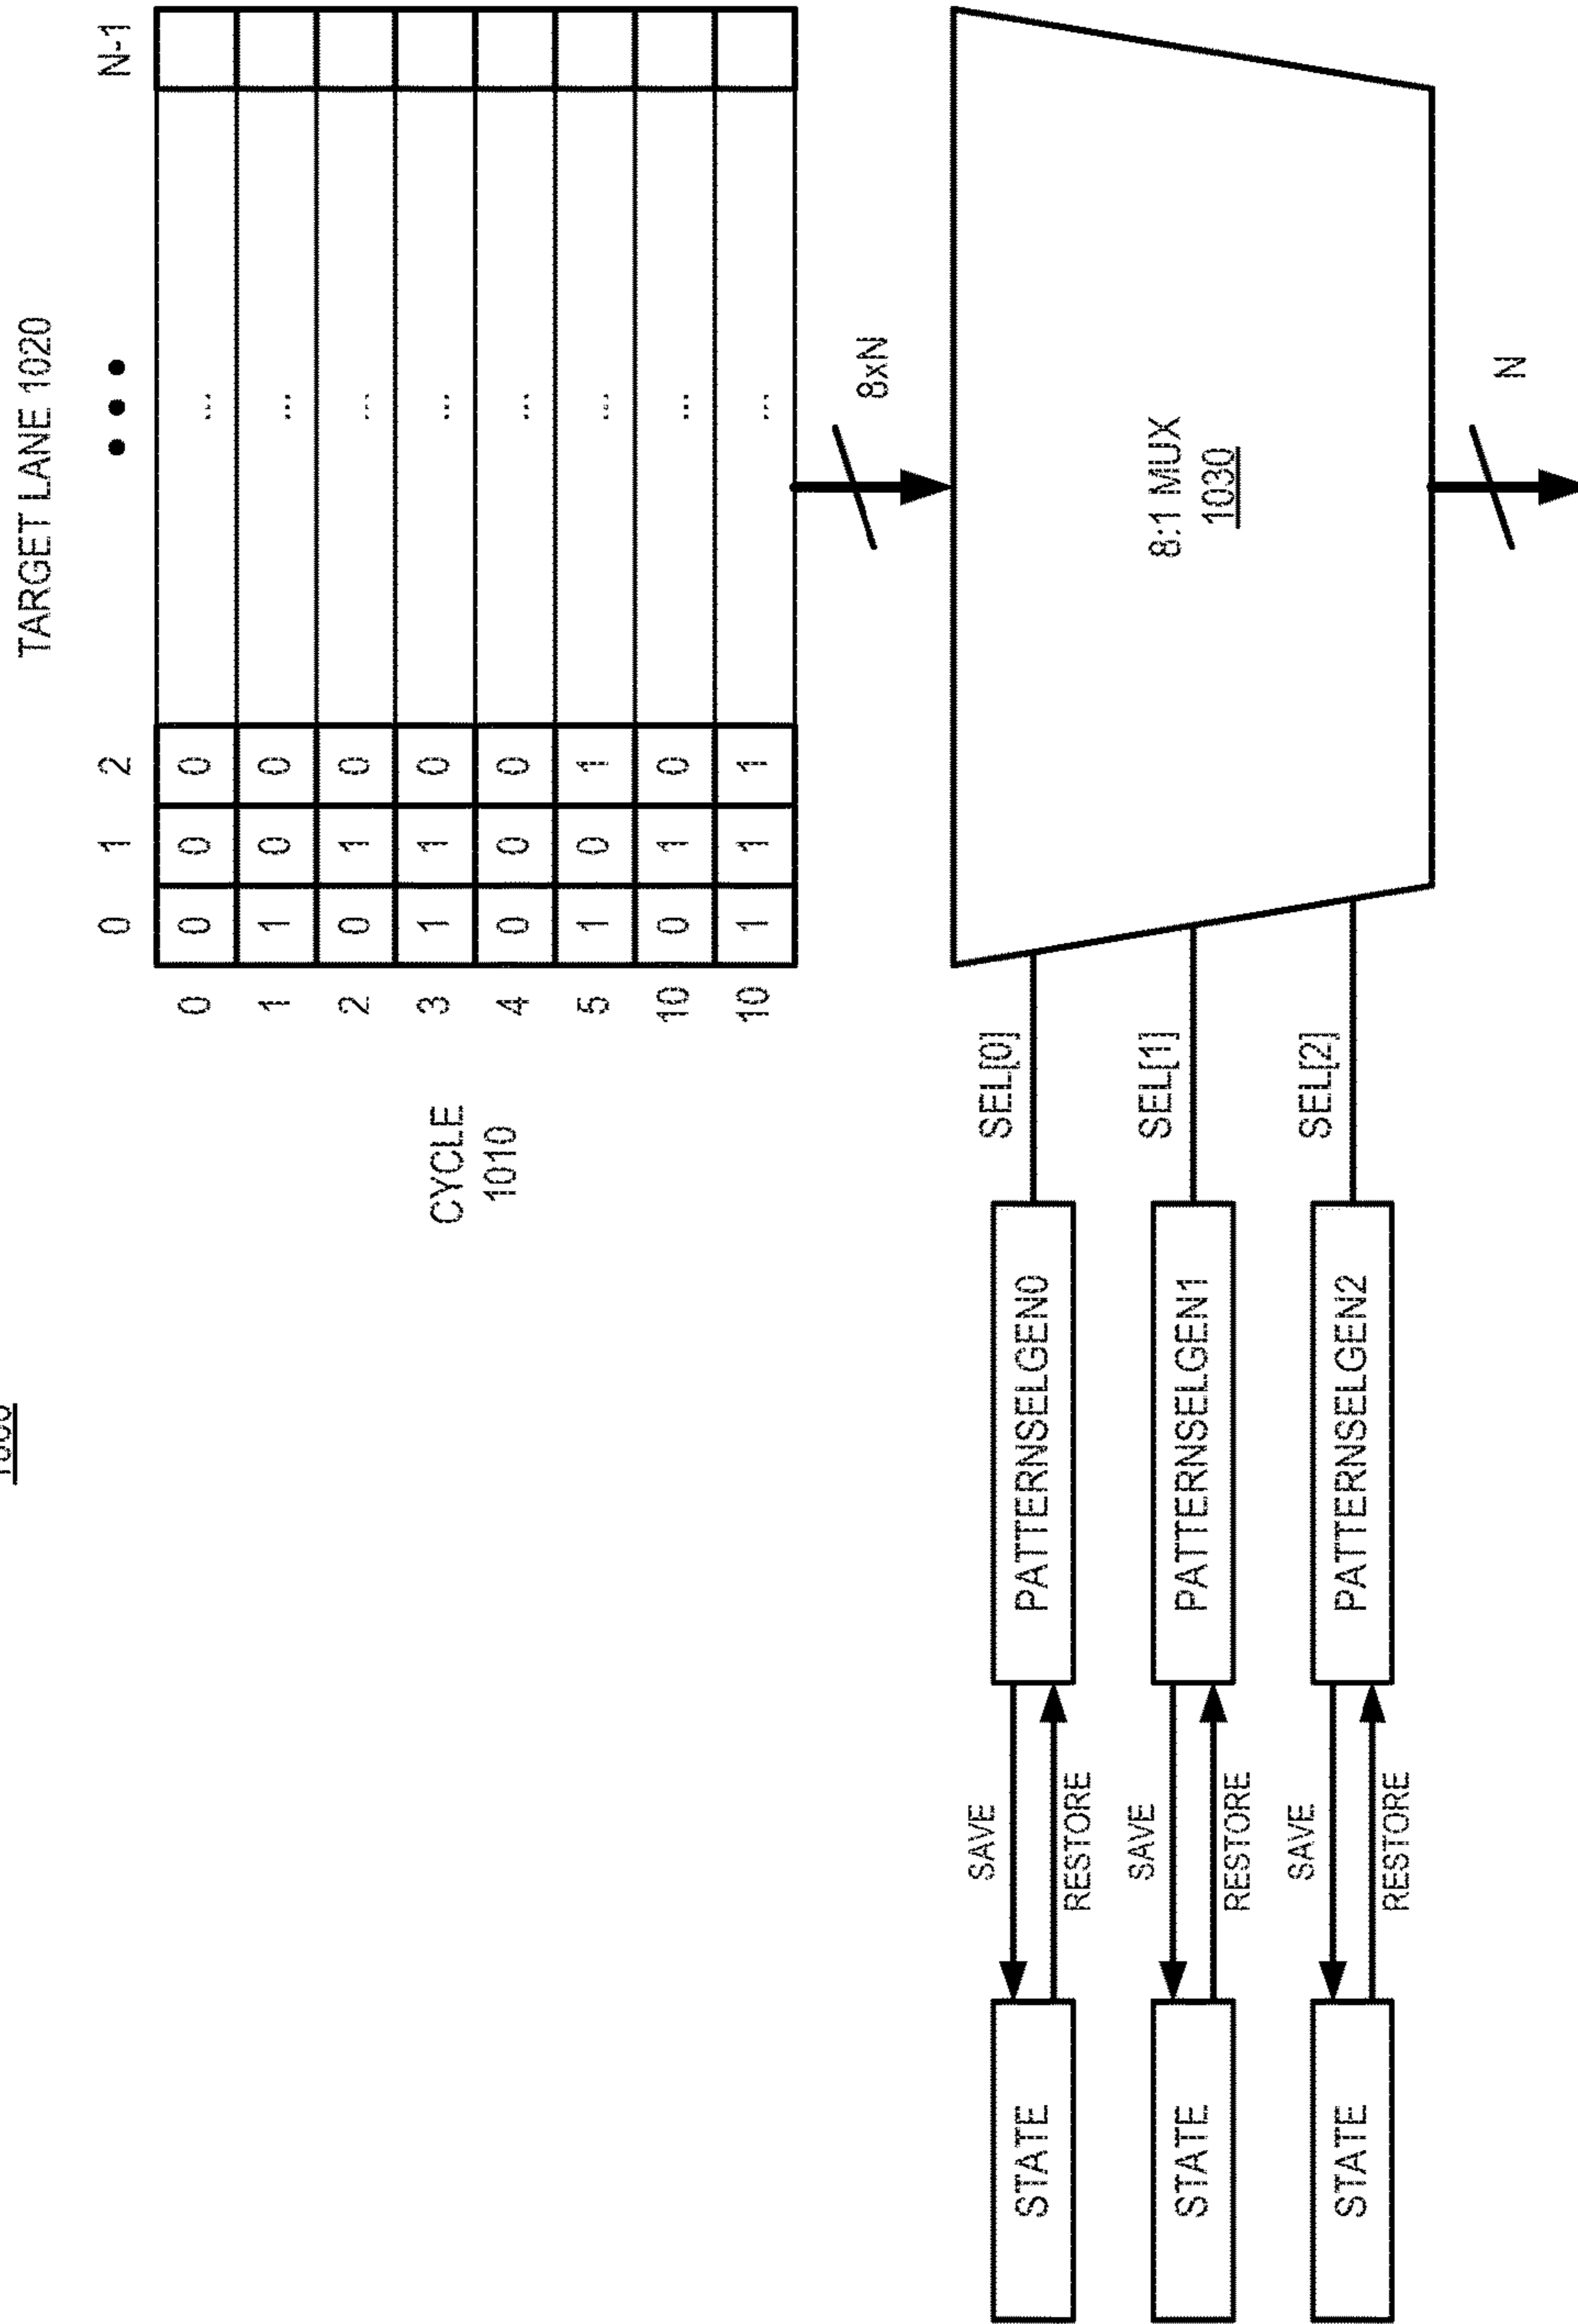 TARGET LANE 1020
0 1 2 ● ● ● N-1
0 0 0 0 ...
1 1 0 0 ...
2 0 1 0 ...
3 1 1 0 ...
4 0 0 0 ...
5 1 0 1 ...
10 0 1 0 ...
10 1 1 1 ...
CYCLE
1010
8xN
STATE
SAVE
RESTORE
PATTERNSELGEN0
SEL[0]
STATE
SAVE
RESTORE
PATTERNSELGEN1
SEL[1]
STATE
SAVE
RESTORE
PATTERNSELGEN2
SEL[2]
8:1 MUX
1030
N